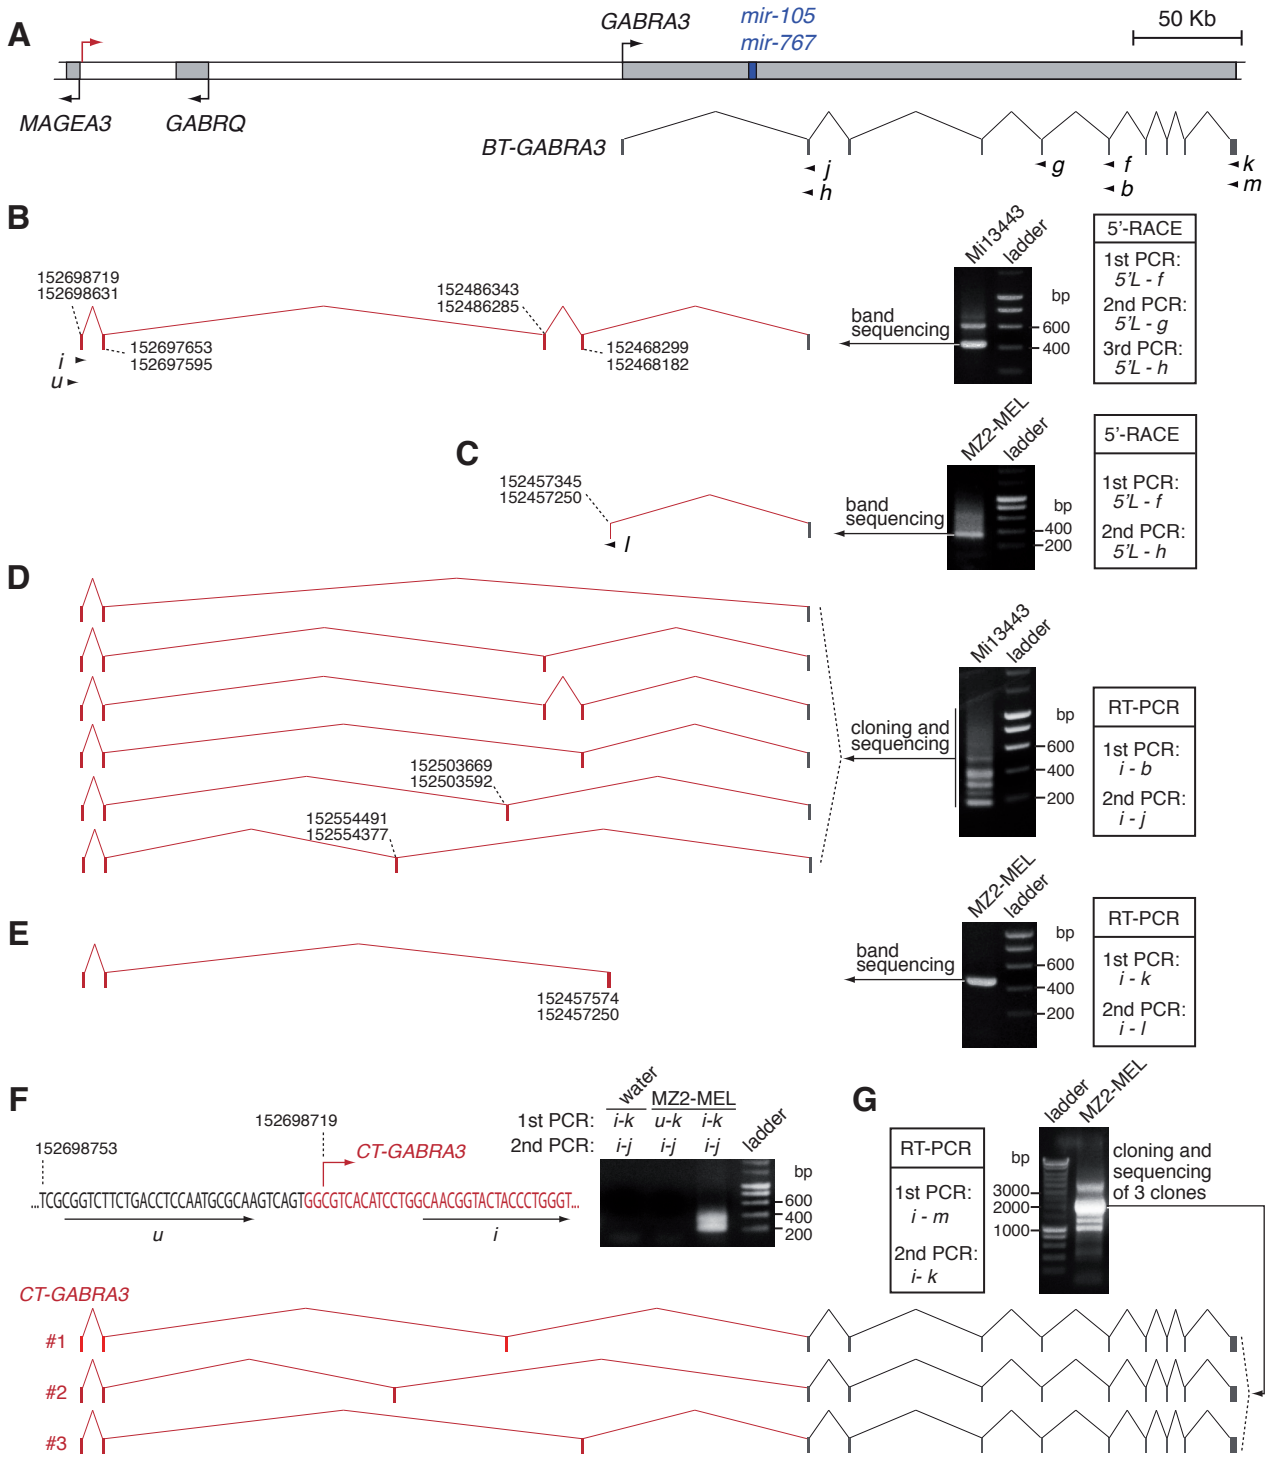 A
GABRA3
mir-105
mir-767
50 Kb
MAGEA3
GABRQ
BT-GABRA3
j
h
g
f
b
k
m
B
152698719
152698631
152697653
152697595
152486343
152486285
152468299
152468182
i
u
band
sequencing
Mi13443
ladder
bp
600
400
5'-RACE
1st PCR:
5'L - f
2nd PCR:
5'L - g
3rd PCR:
5'L - h
C
152457345
152457250
l
band
sequencing
MZ2-MEL
ladder
bp
400
200
5'-RACE
1st PCR:
5'L - f
2nd PCR:
5'L - h
D
152503669
152503592
152554491
152554377
cloning and
sequencing
Mi13443
ladder
bp
600
400
200
RT-PCR
1st PCR:
i - b
2nd PCR:
i - j
E
152457574
152457250
band
sequencing
MZ2-MEL
ladder
bp
600
400
200
RT-PCR
1st PCR:
i - k
2nd PCR:
i - l
F
152698753
152698719
CT-GABRA3
...TCGCGGTCTTCTGACCTCCAATGCGCAAGTCAGTGGCGTCACATCCTGGCAACGGTACTACCCTGGGT...
u
i
water
MZ2-MEL
ladder
1st PCR: i-k u-k i-k
2nd PCR: i-j i-j i-j
bp
600
400
200
G
RT-PCR
1st PCR:
i - m
2nd PCR:
i- k
ladder
MZ2-MEL
bp
3000
2000
1000
cloning and
sequencing
of 3 clones
CT-GABRA3
#1
#2
#3